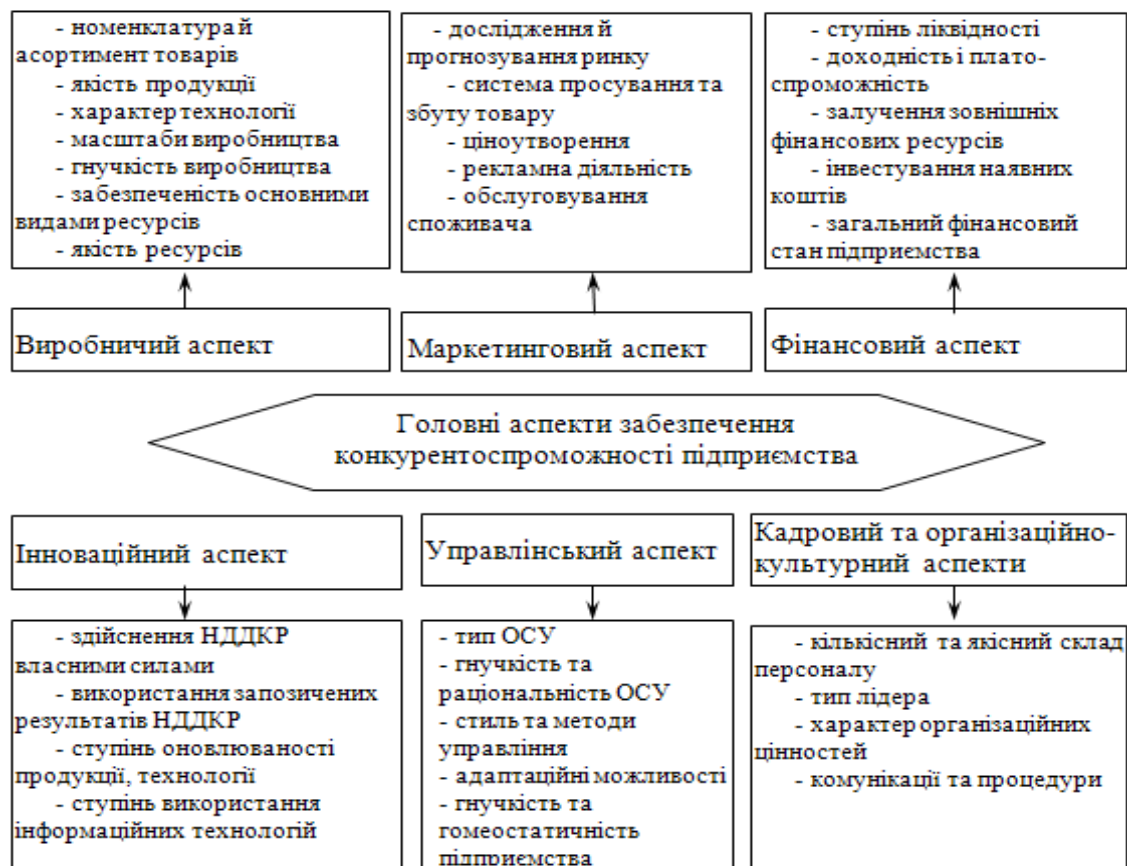 - номенклатура й
асортимент товарів
- якість продукції
- характер технології
- масштаби виробництва
- гнучкість виробництва
- забезпеченість основними
видами ресурсів
- якість ресурсів
- дослідження й
прогнозування ринку
- система просування та
збуту товару
- ціноутворення
- рекламна діяльність
- обслуговування
споживача
- ступінь ліквідності
- доходність і плато-
спроможність
- залучення зовнішніх
фінансових ресурсів
- інвестування наявних
коштів
- загальний фінансовий
стан підприємства
Виробничий аспект
Маркетинговий аспект
Фінансовий аспект
Головні аспекти забезпечення
конкурентоспроможності підприємства
Інноваційний аспект
Управлінський аспект
Кадровий та організаційно-
культурний аспекти
- здійснення НДДКР
власними силами
- використання запозичених
результатів НДДКР
- ступінь оновлюваності
продукції, технології
- ступінь використання
інформаційних технологій
- тип ОСУ
- гнучкість та
раціональність ОСУ
- стиль та методи
управління
- адаптаційні можливості
- гнучкість та
гомеостатичність
підприємства
- кількісний та якісний склад
персоналу
- тип лідера
- характер організаційних
цінностей
- комунікації та процедури